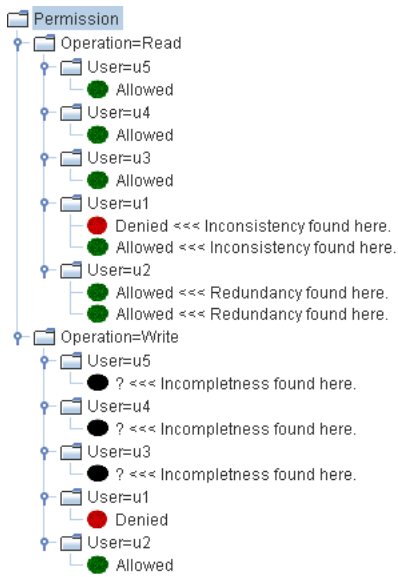 Permission
Operation=Read
User=u5
Allowed
User=u4
Allowed
User=u3
Allowed
User=u1
Denied <<< Inconsistency found here.
Allowed <<< Inconsistency found here.
User=u2
Allowed <<< Redundancy found here.
Allowed <<< Redundancy found here.
Operation=Write
User=u5
? <<< Incompletness found here.
User=u4
? <<< Incompletness found here.
User=u3
? <<< Incompletness found here.
User=u1
Denied
User=u2
Allowed